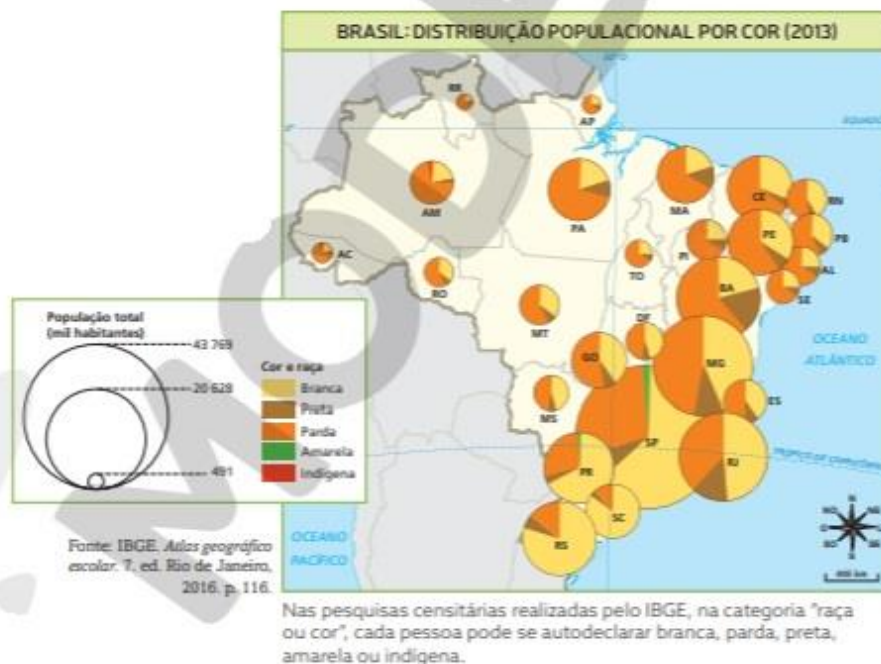 BRASIL: DISTRIBUIÇÃO POPULACIONAL POR COR (2013)
RR
AP
AM
PA
MA
CE
RN
PE
PB
PI
AL
SE
AC
RO
TO
BA
MT
DF
GO
MG
ES
MS
SP
RJ
PR
SC
RS
OCEANO
ATLÂNTICO
OCEANO
PACÍFICO
N
NE
SE
S
SO
O
NO
População total
(mil habitantes)
43 769
20 628
491
Cor e raça
Branca
Preta
Parda
Amarela
Indígena
Fonte: IBGE. Atlas geográfico
escolar. 7. ed. Rio de Janeiro,
2016. p. 116.
Nas pesquisas censitárias realizadas pelo IBGE, na categoria "raça
ou cor", cada pessoa pode se autodeclarar branca, parda, preta,
amarela ou indígena.